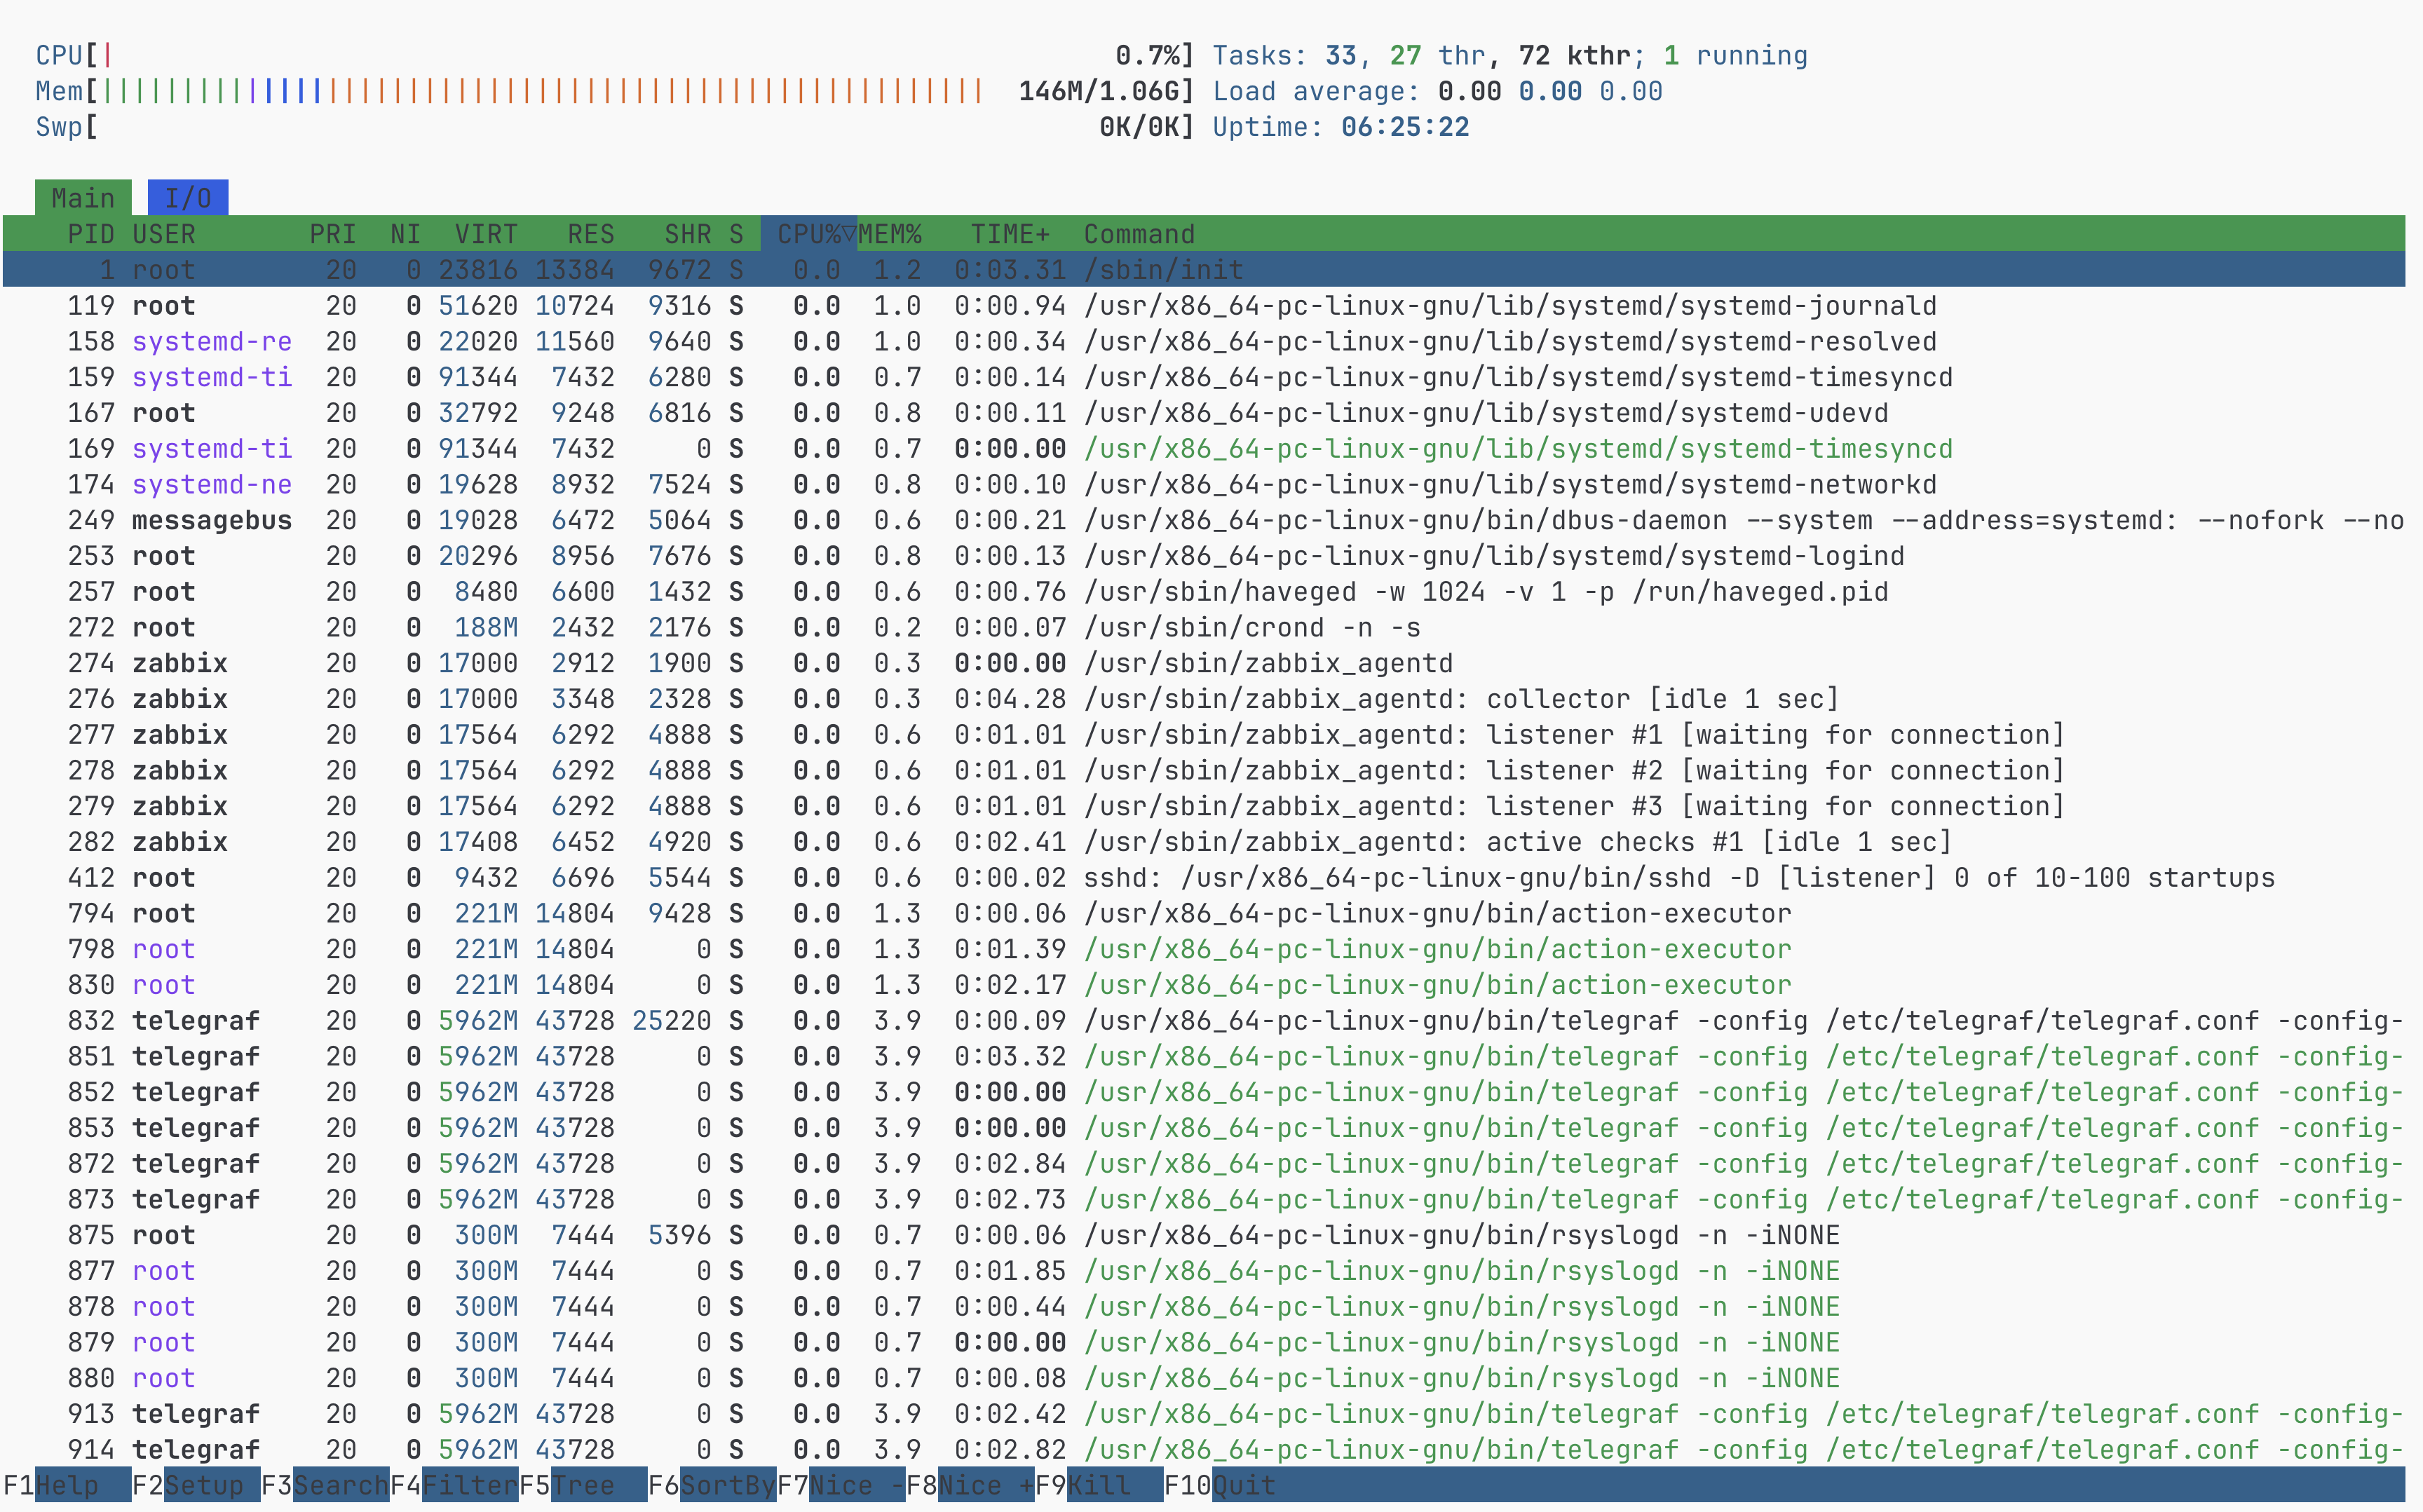 CPU[| 0.7%] Tasks: 33, 27 thr, 72 kthr; 1 running
Mem[||||||||||||||||||||||||||||||||||||||||||||||||||||||| 146M/1.06G] Load average: 0.00 0.00 0.00
Swp[ 0K/0K] Uptime: 06:25:22
Main I/O
PID USER PRI NI VIRT RES SHR S CPU%▽MEM% TIME+ Command
1 root 20 0 23816 13384 9672 S 0.0 1.2 0:03.31 /sbin/init
119 root 20 0 51620 10724 9316 S 0.0 1.0 0:00.94 /usr/x86_64-pc-linux-gnu/lib/systemd/systemd-journald
158 systemd-re 20 0 22020 11560 9640 S 0.0 1.0 0:00.34 /usr/x86_64-pc-linux-gnu/lib/systemd/systemd-resolved
159 systemd-ti 20 0 91344 7432 6280 S 0.0 0.7 0:00.14 /usr/x86_64-pc-linux-gnu/lib/systemd/systemd-timesyncd
167 root 20 0 32792 9248 6816 S 0.0 0.8 0:00.11 /usr/x86_64-pc-linux-gnu/lib/systemd/systemd-udevd
169 systemd-ti 20 0 91344 7432 0 S 0.0 0.7 0:00.00 /usr/x86_64-pc-linux-gnu/lib/systemd/systemd-timesyncd
174 systemd-ne 20 0 19628 8932 7524 S 0.0 0.8 0:00.10 /usr/x86_64-pc-linux-gnu/lib/systemd/systemd-networkd
249 messagebus 20 0 19028 6472 5064 S 0.0 0.6 0:00.21 /usr/x86_64-pc-linux-gnu/bin/dbus-daemon --system --address=systemd: --nofork --no
253 root 20 0 20296 8956 7676 S 0.0 0.8 0:00.13 /usr/x86_64-pc-linux-gnu/lib/systemd/systemd-logind
257 root 20 0 8480 6600 1432 S 0.0 0.6 0:00.76 /usr/sbin/haveged -w 1024 -v 1 -p /run/haveged.pid
272 root 20 0 188M 2432 2176 S 0.0 0.2 0:00.07 /usr/sbin/crond -n -s
274 zabbix 20 0 17000 2912 1900 S 0.0 0.3 0:00.00 /usr/sbin/zabbix_agentd
276 zabbix 20 0 17000 3348 2328 S 0.0 0.3 0:04.28 /usr/sbin/zabbix_agentd: collector [idle 1 sec]
277 zabbix 20 0 17564 6292 4888 S 0.0 0.6 0:01.01 /usr/sbin/zabbix_agentd: listener #1 [waiting for connection]
278 zabbix 20 0 17564 6292 4888 S 0.0 0.6 0:01.01 /usr/sbin/zabbix_agentd: listener #2 [waiting for connection]
279 zabbix 20 0 17564 6292 4888 S 0.0 0.6 0:01.01 /usr/sbin/zabbix_agentd: listener #3 [waiting for connection]
282 zabbix 20 0 17408 6452 4920 S 0.0 0.6 0:02.41 /usr/sbin/zabbix_agentd: active checks #1 [idle 1 sec]
412 root 20 0 9432 6696 5544 S 0.0 0.6 0:00.02 sshd: /usr/x86_64-pc-linux-gnu/bin/sshd -D [listener] 0 of 10-100 startups
794 root 20 0 221M 14804 9428 S 0.0 1.3 0:00.06 /usr/x86_64-pc-linux-gnu/bin/action-executor
798 root 20 0 221M 14804 0 S 0.0 1.3 0:01.39 /usr/x86_64-pc-linux-gnu/bin/action-executor
830 root 20 0 221M 14804 0 S 0.0 1.3 0:02.17 /usr/x86_64-pc-linux-gnu/bin/action-executor
832 telegraf 20 0 5962M 43728 25220 S 0.0 3.9 0:00.09 /usr/x86_64-pc-linux-gnu/bin/telegraf -config /etc/telegraf/telegraf.conf -config-
851 telegraf 20 0 5962M 43728 0 S 0.0 3.9 0:03.32 /usr/x86_64-pc-linux-gnu/bin/telegraf -config /etc/telegraf/telegraf.conf -config-
852 telegraf 20 0 5962M 43728 0 S 0.0 3.9 0:00.00 /usr/x86_64-pc-linux-gnu/bin/telegraf -config /etc/telegraf/telegraf.conf -config-
853 telegraf 20 0 5962M 43728 0 S 0.0 3.9 0:00.00 /usr/x86_64-pc-linux-gnu/bin/telegraf -config /etc/telegraf/telegraf.conf -config-
872 telegraf 20 0 5962M 43728 0 S 0.0 3.9 0:02.84 /usr/x86_64-pc-linux-gnu/bin/telegraf -config /etc/telegraf/telegraf.conf -config-
873 telegraf 20 0 5962M 43728 0 S 0.0 3.9 0:02.73 /usr/x86_64-pc-linux-gnu/bin/telegraf -config /etc/telegraf/telegraf.conf -config-
875 root 20 0 300M 7444 5396 S 0.0 0.7 0:00.06 /usr/x86_64-pc-linux-gnu/bin/rsyslogd -n -iNONE
877 root 20 0 300M 7444 0 S 0.0 0.7 0:01.85 /usr/x86_64-pc-linux-gnu/bin/rsyslogd -n -iNONE
878 root 20 0 300M 7444 0 S 0.0 0.7 0:00.44 /usr/x86_64-pc-linux-gnu/bin/rsyslogd -n -iNONE
879 root 20 0 300M 7444 0 S 0.0 0.7 0:00.00 /usr/x86_64-pc-linux-gnu/bin/rsyslogd -n -iNONE
880 root 20 0 300M 7444 0 S 0.0 0.7 0:00.08 /usr/x86_64-pc-linux-gnu/bin/rsyslogd -n -iNONE
913 telegraf 20 0 5962M 43728 0 S 0.0 3.9 0:02.42 /usr/x86_64-pc-linux-gnu/bin/telegraf -config /etc/telegraf/telegraf.conf -config-
914 telegraf 20 0 5962M 43728 0 S 0.0 3.9 0:02.82 /usr/x86_64-pc-linux-gnu/bin/telegraf -config /etc/telegraf/telegraf.conf -config-
F1Help F2Setup F3SearchF4FilterF5Tree F6SortByF7Nice -F8Nice +F9Kill F10Quit